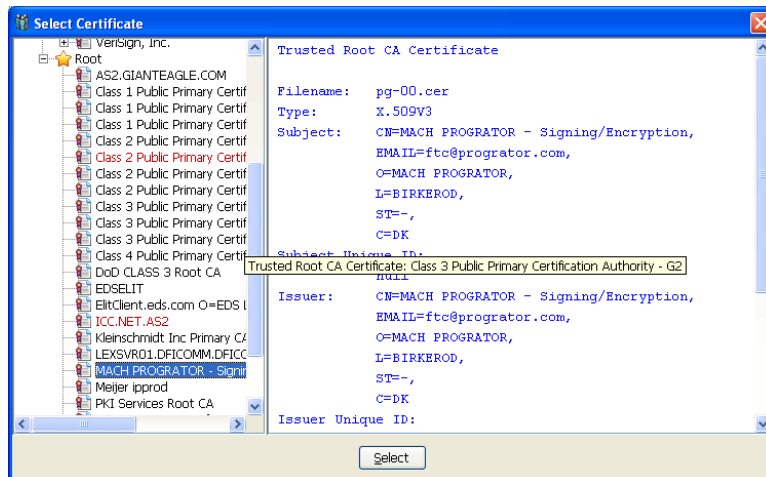 Select Certificate
VeriSign, Inc.
Root
AS2.GIANTEAGLE.COM
Class 1 Public Primary Certif
Class 1 Public Primary Certif
Class 1 Public Primary Certif
Class 2 Public Primary Certif
Class 2 Public Primary Certif
Class 2 Public Primary Certif
Class 2 Public Primary Certif
Class 3 Public Primary Certif
Class 3 Public Primary Certif
Class 3 Public Primary Certif
Class 4 Public Primary Certif
DoD CLASS 3 Root CA
EDSELIT
ElitClient.eds.com O=EDS
ICC.NET.AS2
Kleinschmidt Inc Primary CA
LEXSVR01.DFICOMM.DFICC
MACH PROGRATOR - Signin
Meijer ipprod
PKI Services Root CA
Trusted Root CA Certificate
Filename: pg-00.cer
Type: X.509V3
Subject: CN=MACH PROGRATOR - Signing/Encryption,
EMAIL=ftc@progrator.com,
O=MACH PROGRATOR,
L=BIRKEROD,
ST=-,
C=DK
Subject Unique ID:
Trusted Root CA Certificate: Class 3 Public Primary Certification Authority - G2
null
Issuer: CN=MACH PROGRATOR - Signing/Encryption,
EMAIL=ftc@progrator.com,
O=MACH PROGRATOR,
L=BIRKEROD,
ST=-,
C=DK
Issuer Unique ID:
Select